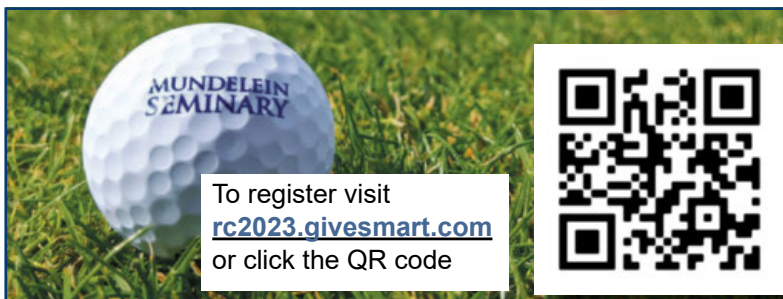 MUNDELEIN
SEMINARY
To register visit
rc2023.givesmart.com
or click the QR code